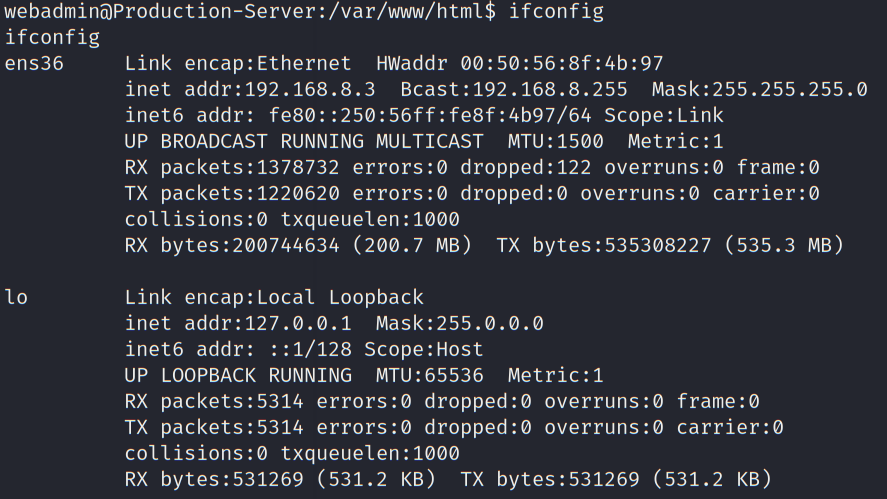 webadmin@Production-Server:/var/www/html$ ifconfig
ifconfig
ens36     Link encap:Ethernet  HWaddr 00:50:56:8f:4b:97
          inet addr:192.168.8.3  Bcast:192.168.8.255  Mask:255.255.255.0
          inet6 addr: fe80::250:56ff:fe8f:4b97/64 Scope:Link
          UP BROADCAST RUNNING MULTICAST  MTU:1500  Metric:1
          RX packets:1378732 errors:0 dropped:122 overruns:0 frame:0
          TX packets:1220620 errors:0 dropped:0 overruns:0 carrier:0
          collisions:0 txqueuelen:1000
          RX bytes:200744634 (200.7 MB)  TX bytes:535308227 (535.3 MB)

lo        Link encap:Local Loopback
          inet addr:127.0.0.1  Mask:255.0.0.0
          inet6 addr: ::1/128 Scope:Host
          UP LOOPBACK RUNNING  MTU:65536  Metric:1
          RX packets:5314 errors:0 dropped:0 overruns:0 frame:0
          TX packets:5314 errors:0 dropped:0 overruns:0 carrier:0
          collisions:0 txqueuelen:1000
          RX bytes:531269 (531.2 KB)  TX bytes:531269 (531.2 KB)